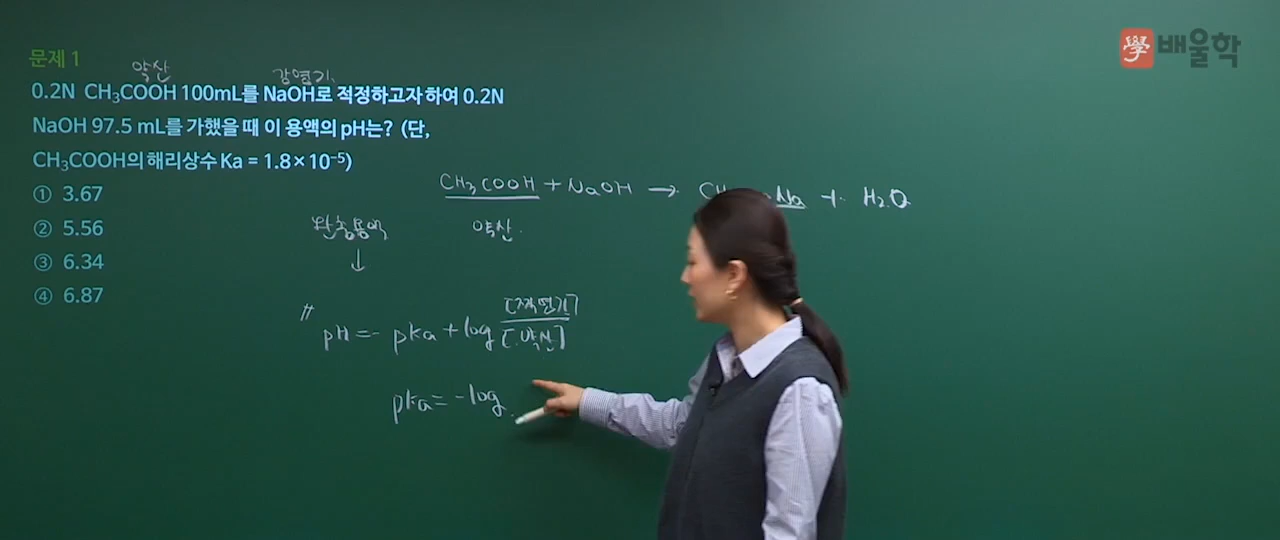 學 배울학
문제 1
약산 강염기
0.2N CH₃COOH 100mL를 NaOH로 적정하고자 하여 0.2N
NaOH 97.5 mL를 가했을 때 이 용액의 pH는? (단,
CH₃COOH의 해리상수 Ka = 1.8×10⁻⁵)
① 3.67
② 5.56
③ 6.34
④ 6.87
CH₃COOH + NaOH → CH Na + H₂O
완충용액 약산
↓
pH = pKa + log [짝염기]
[약산]
pKa = -log